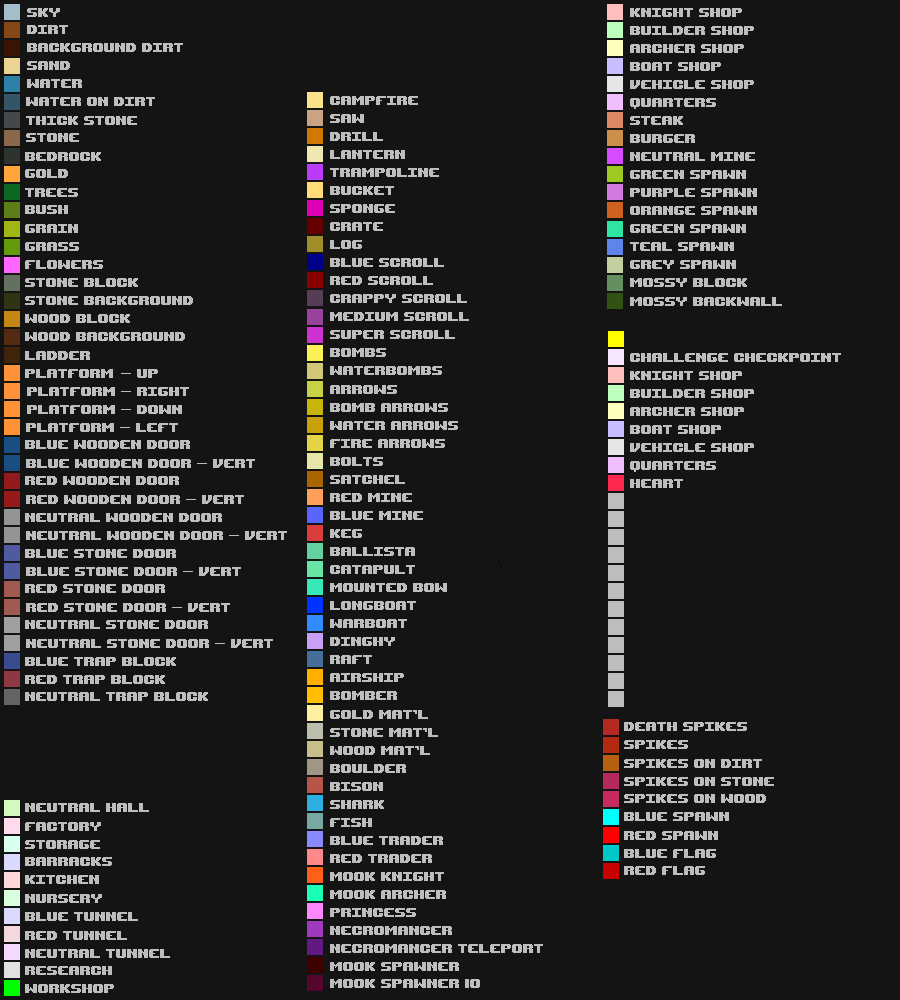 SKY
DIRT
BACKGROUND DIRT
SAND
WATER
WATER ON DIRT
THICK STONE
STONE
BEDROCK
GOLD
TREES
BUSH
GRAIN
GRASS
FLOWERS
STONE BLOCK
STONE BACKGROUND
WOOD BLOCK
WOOD BACKGROUND
LADDER
PLATFORM - UP
PLATFORM - RIGHT
PLATFORM - DOWN
PLATFORM - LEFT
BLUE WOODEN DOOR
BLUE WOODEN DOOR - VERT
RED WOODEN DOOR
RED WOODEN DOOR - VERT
NEUTRAL WOODEN DOOR
NEUTRAL WOODEN DOOR - VERT
BLUE STONE DOOR
BLUE STONE DOOR - VERT
RED STONE DOOR
RED STONE DOOR - VERT
NEUTRAL STONE DOOR
NEUTRAL STONE DOOR - VERT
BLUE TRAP BLOCK
RED TRAP BLOCK
NEUTRAL TRAP BLOCK
NEUTRAL HALL
FACTORY
STORAGE
BARRACKS
KITCHEN
NURSERY
BLUE TUNNEL
RED TUNNEL
NEUTRAL TUNNEL
RESEARCH
WORKSHOP
CAMPFIRE
SAW
DRILL
LANTERN
TRAMPOLINE
BUCKET
SPONGE
CRATE
LOG
BLUE SCROLL
RED SCROLL
CRAPPY SCROLL
MEDIUM SCROLL
SUPER SCROLL
BOMBS
WATERBOMBS
ARROWS
BOMB ARROWS
WATER ARROWS
FIRE ARROWS
BOLTS
SATCHEL
RED MINE
BLUE MINE
KEG
BALLISTA
CATAPULT
MOUNTED BOW
LONGBOAT
WARBOAT
DINGHY
RAFT
AIRSHIP
BOMBER
GOLD MAT'L
STONE MAT'L
WOOD MAT'L
BOULDER
BISON
SHARK
FISH
BLUE TRADER
RED TRADER
MOOK KNIGHT
MOOK ARCHER
PRINCESS
NECROMANCER
NECROMANCER TELEPORT
MOOK SPAWNER
MOOK SPAWNER 10
KNIGHT SHOP
BUILDER SHOP
ARCHER SHOP
BOAT SHOP
VEHICLE SHOP
QUARTERS
STEAK
BURGER
NEUTRAL MINE
GREEN SPAWN
PURPLE SPAWN
ORANGE SPAWN
GREEN SPAWN
TEAL SPAWN
GREY SPAWN
MOSSY BLOCK
MOSSY BACKWALL
CHALLENGE CHECKPOINT
KNIGHT SHOP
BUILDER SHOP
ARCHER SHOP
BOAT SHOP
VEHICLE SHOP
QUARTERS
HEART
DEATH SPIKES
SPIKES
SPIKES ON DIRT
SPIKES ON STONE
SPIKES ON WOOD
BLUE SPAWN
RED SPAWN
BLUE FLAG
RED FLAG